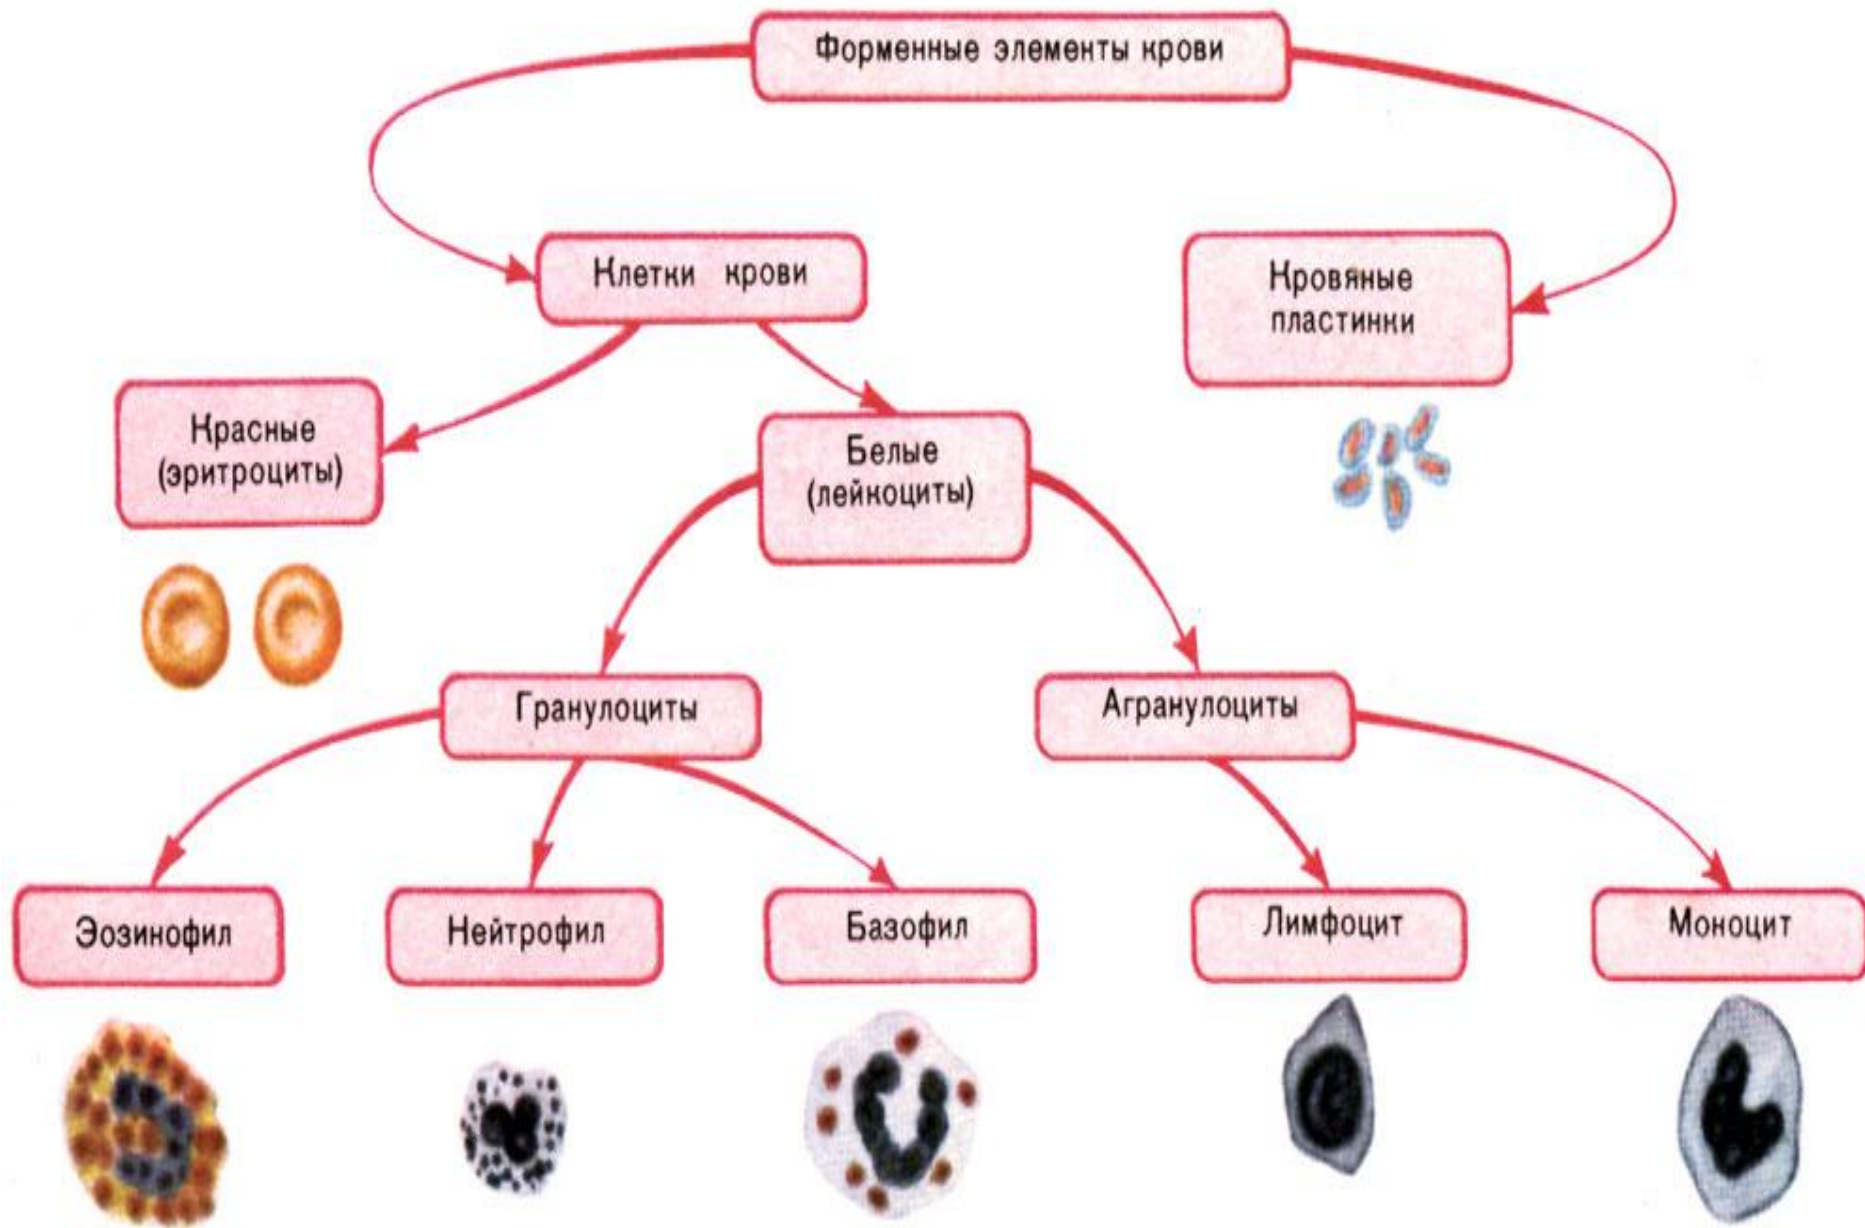 Форменные элементы крови
Клетки крови
Кровяные
пластинки
Красные
(эритроциты)
Белые
(лейкоциты)
Гранулоциты
Агранулоциты
Эозинофил
Нейтрофил
Базофил
Лимфоцит
Моноцит